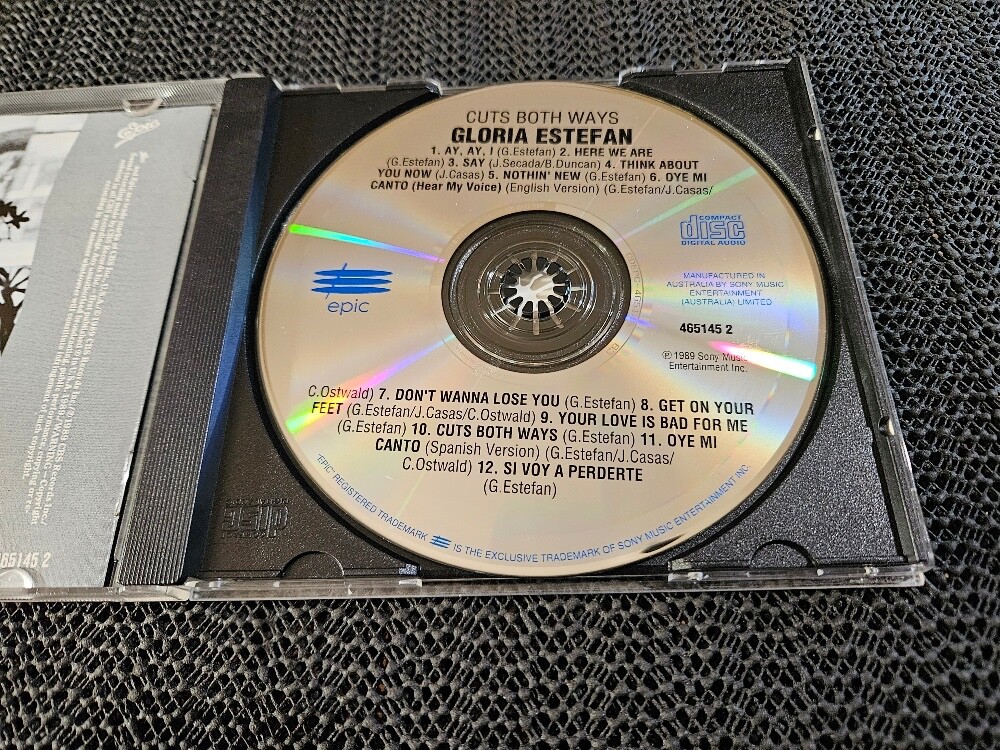 CUTS BOTH WAYS
GLORIA ESTEFAN
1. AY, AY, I (G.Estefan) 2. HERE WE ARE
(G.Estefan) 3. SAY (J.Secada/B.Duncan) 4. THINK ABOUT
YOU NOW (J.Casas) 5. NOTHIN' NEW (G.Estefan) 6. OYE MI
CANTO (Hear My Voice) (English Version) (G.Estefan/J.Casas/
COMPACT
disc
DIGITAL AUDIO
epic
MANUFACTURED IN
AUSTRALIA BY SONY MUSIC
ENTERTAINMENT
(AUSTRALIA) LIMITED
465145 2
℗ 1989 Sony Music
Entertainment Inc.
C.Ostwald) 7. DON'T WANNA LOSE YOU (G.Estefan) 8. GET ON YOUR
FEET (G.Estefan/J.Casas/C.Ostwald) 9. YOUR LOVE IS BAD FOR ME
(G.Estefan) 10. CUTS BOTH WAYS (G.Estefan) 11. OYE MI
CANTO (Spanish Version) (G.Estefan/J.Casas/
C.Ostwald) 12. SI VOY A PERDERTE
(G.Estefan)
"EPIC" REGISTERED TRADEMARK IS THE EXCLUSIVE TRADEMARK OF SONY MUSIC ENTERTAINMENT INC.
disc
65145 2